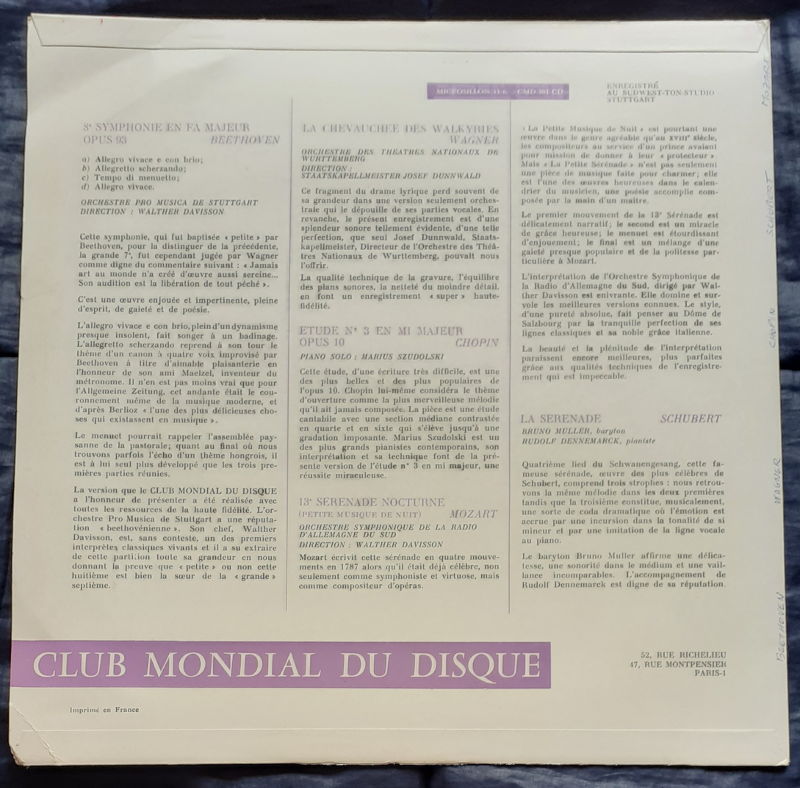 ENREGISTRÉ
AU SUDWEST-TON-STUDIO
STUTTGART
8e SYMPHONIE EN FA MAJEUR
OPUS 93 BEETHOVEN
a) Allegro vivace e con brio;
b) Allegretto scherzando;
c) Tempo di menuetto;
d) Allegro vivace.
ORCHESTRE PRO MUSICA DE STUTTGART
DIRECTION : WALTHER DAVISSON
Cette symphonie, qui fut baptisée « petite » par
Beethoven, pour la distinguer de la précédente,
la grande 7e, fut cependant jugée par Wagner
comme digne du commentaire suivant : « Jamais
art au monde n'a créé d'œuvre aussi sereine...
Son audition est la libération de tout péché ».
C'est une œuvre enjouée et impertinente, pleine
d'esprit, de gaieté et de poésie.
L'allegro vivace e con brio, plein d'un dynamisme
presque insolent, fait songer à un badinage.
L'allegretto scherzando reprend à son tour le
thème d'un canon à quatre voix improvisé par
Beethoven à titre d'aimable plaisanterie en
l'honneur de son ami Maelzel, inventeur du
métronome. Il n'en est pas moins vrai que pour
l'Allgemeine Zeitung, cet andante était le cou-
ronnement même de la musique moderne, et
d'après Berlioz « l'une des plus délicieuses cho-
ses qui existassent en musique ».
Le menuet pourrait rappeler l'assemblée pay-
sanne de la pastorale; quant au final où nous
trouvons parfois l'écho d'un thème hongrois, il
est à lui seul plus développé que les trois pre-
mières parties réunies.
La version que le CLUB MONDIAL DU DISQUE
a l'honneur de présenter a été réalisée avec
toutes les ressources de la haute fidélité. L'or-
chestre Pro Musica de Stuttgart a une réputa-
tion « beethovénienne ». Son chef, Walther
Davisson, est, sans conteste, un des premiers
interprètes classiques vivants et il a su extraire
de cette partition toute sa grandeur en nous
donnant la preuve que « petite » ou non cette
huitième est bien la sœur de la « grande »
septième.
LA CHEVAUCHEE DES WALKYRIES
WAGNER
ORCHESTRE DES THEATRES NATIONAUX DE
WURTTEMBERG
DIRECTION :
STAATSKAPELLMEISTER JOSEF DUNNWALD
Ce fragment du drame lyrique perd souvent de
sa grandeur dans une version seulement orches-
trale qui le dépouille de ses parties vocales. En
revanche, le présent enregistrement est d'une
splendeur sonore tellement évidente, d'une telle
perfection, que seul Josef Dunnwald, Staats-
kapellmeister, Directeur de l'Orchestre des Théâ-
tres Nationaux de Wurtemberg, pouvait nous
l'offrir.
La qualité technique de la gravure, l'équilibre
des plans sonores, la netteté du moindre détail,
en font un enregistrement « super » haute-
fidélité.
ETUDE N° 3 EN MI MAJEUR
OPUS 10 CHOPIN
PIANO SOLO : MARIUS SZUDOLSKI
Cette étude, d'une écriture très difficile, est une
des plus belles et des plus populaires de
l'opus 10. Chopin lui-même considéra le thème
d'ouverture comme la plus merveilleuse mélodie
qu'il ait jamais composée. La pièce est une étude
cantabile avec une section médiane contrastée
en quarte et en sixte qui s'élève jusqu'à une
gradation imposante. Marius Szudolski est un
des plus grands pianistes contemporains, son
interprétation et sa technique font de la pré-
sente version de l'étude n° 3 en mi majeur, une
réussite miraculeuse.
13e SERENADE NOCTURNE
(PETITE MUSIQUE DE NUIT) MOZART
ORCHESTRE SYMPHONIQUE DE LA RADIO
D'ALLEMAGNE DU SUD
DIRECTION : WALTHER DAVISSON
Mozart écrivit cette sérénade en quatre mouve-
ments en 1787 alors qu'il était déjà célèbre, non
seulement comme symphoniste et virtuose, mais
comme compositeur d'opéras.
« La Petite Musique de Nuit » est pourtant une
œuvre dans le genre agréable qu'au XVIIIe siècle,
les compositeurs au service d'un prince avaient
pour mission de donner à leur « protecteur ».
Mais « La Petite Sérénade » n'est pas seulement
une pièce de musique faite pour charmer; elle
est l'une des œuvres heureuses dans le calen-
drier du musicien, une poésie accomplie com-
posée par la main d'un maître.
Le premier mouvement de la 13e Sérénade est
délicatement narratif; le second est un miracle
de grâce heureuse; le menuet est étourdissant
d'enjouement; le final est un mélange d'une
gaieté presque populaire et de la politesse par-
ticulière à Mozart.
L'interprétation de l'Orchestre Symphonique de
la Radio d'Allemagne du Sud, dirigé par Wal-
ther Davisson est enivrante. Elle domine et sur-
vole les meilleures versions connues. Le style,
d'une pureté absolue, fait penser au Dôme de
Salzbourg par la tranquille perfection de ses
lignes classiques et sa noble grâce italienne.
La beauté et la plénitude de l'interprétation
paraissent encore meilleures, plus parfaites
grâce aux qualités techniques de l'enregistre-
ment qui est impeccable.
LA SERENADE SCHUBERT
BRUNO MULLER, baryton
RUDOLF DENNEMARCK, pianiste
Quatrième lied du Schwanengesang, cette fa-
meuse sérénade, œuvre des plus célèbres de
Schubert, comprend trois strophes : nous retrou-
vons la même mélodie dans les deux premières
tandis que la troisième constitue, musicalement,
une sorte de coda dramatique où l'émotion est
accrue par une incursion dans la tonalité de si
mineur et par une imitation de la ligne vocale
au piano.
Le baryton Bruno Muller affirme une délica-
tesse, une sonorité dans le médium et une vail-
lance incomparables. L'accompagnement de
Rudolf Dennemarck est digne de sa réputation.
MOZART
SCHUBERT
CHOPIN
WAGNER
BEETHOVEN
CLUB MONDIAL DU DISQUE
52, RUE RICHELIEU
47, RUE MONTPENSIER
PARIS-1
Imprimé en France